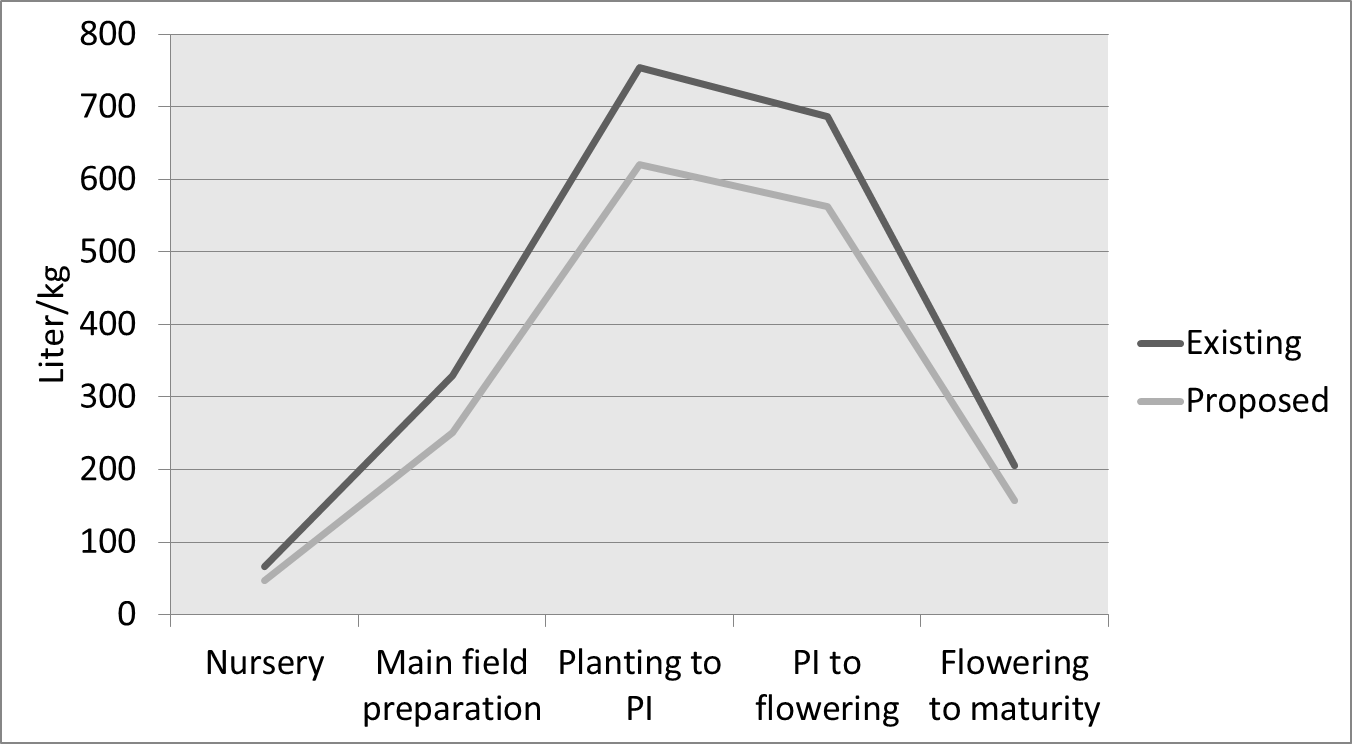 800
700
600
500
400
300
200
100
0
Liter/kg
Nursery
Main field
preparation
Planting to
PI
PI to
flowering
Flowering
to maturity
Existing
Proposed